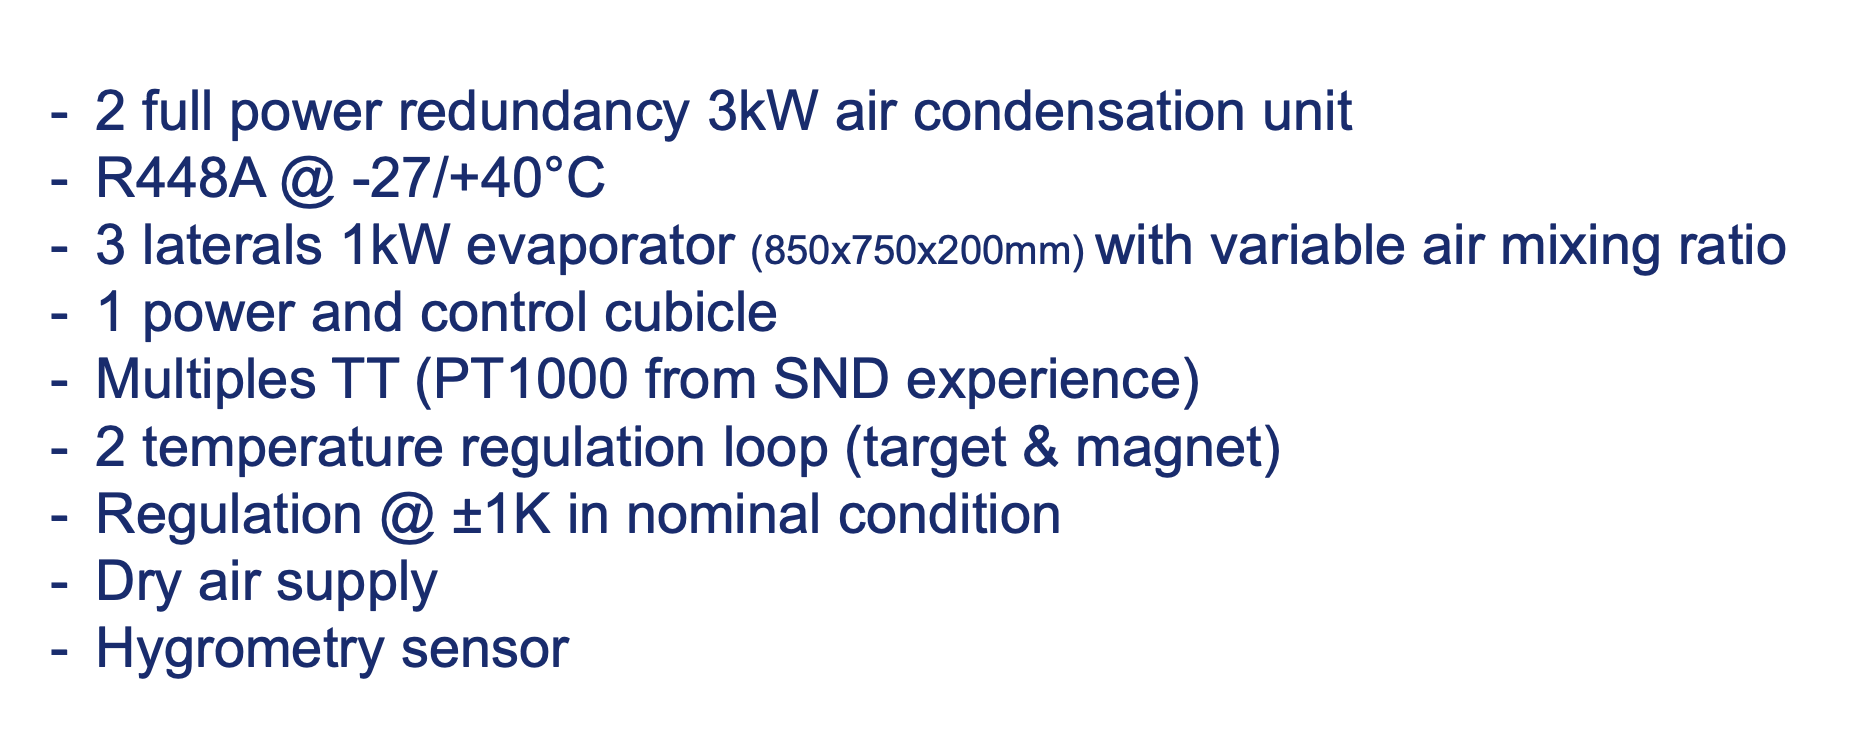 - 2 full power redundancy 3kW air condensation unit
- R448A @ -27/+40°C
- 3 laterals 1kW evaporator (850x750x200mm) with variable air mixing ratio
- 1 power and control cubicle
- Multiples TT (PT1000 from SND experience)
- 2 temperature regulation loop (target & magnet)
- Regulation @ ±1K in nominal condition
- Dry air supply
- Hygrometry sensor